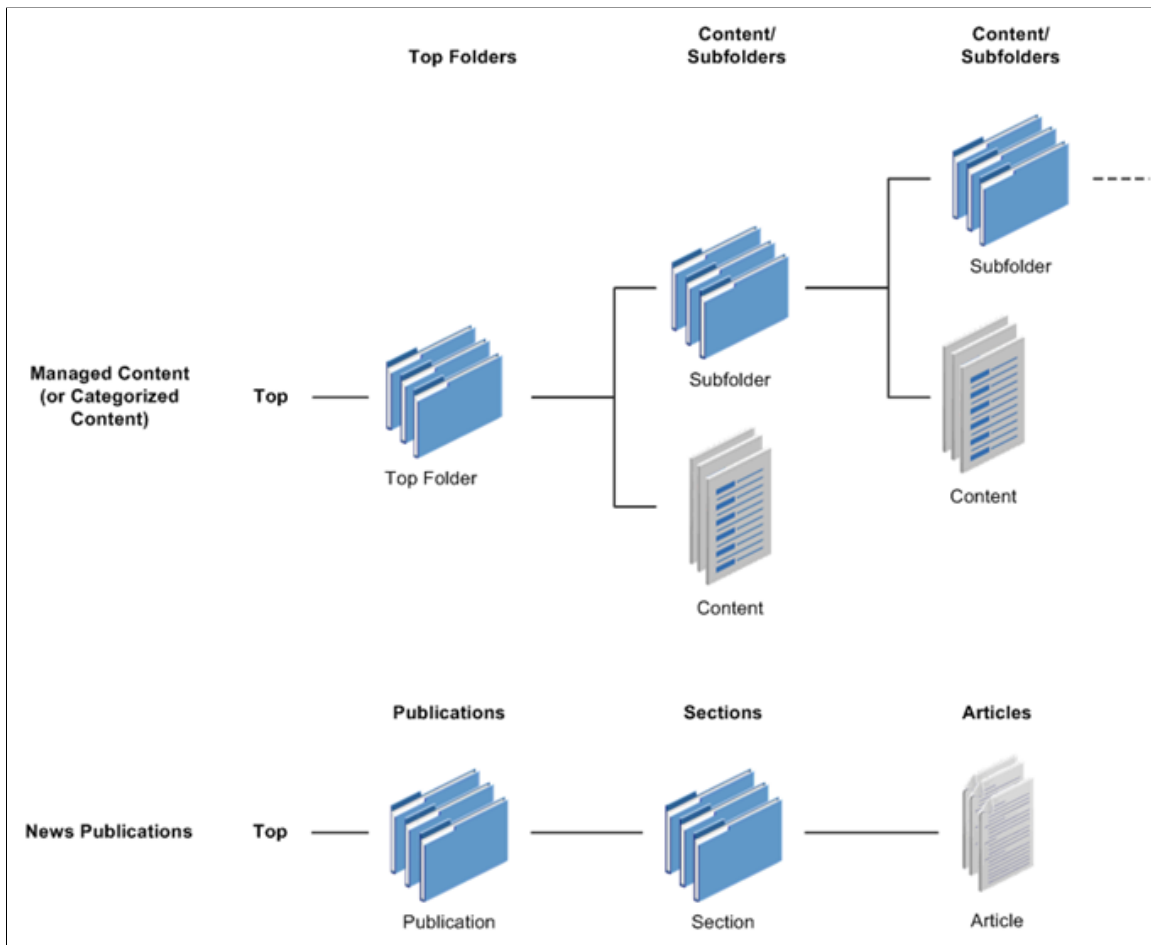 Top Folders
Content/
Subfolders
Content/
Subfolders
Subfolder
Subfolder
Managed Content
(or Categorized
Content)
Top
Top Folder
Content
Content
Publications
Sections
Articles
News Publications
Top
Publication
Section
Article